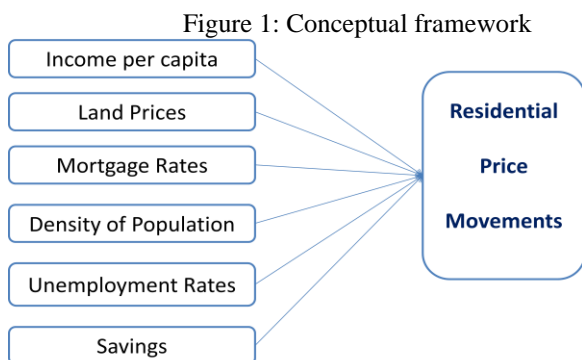 Figure 1: Conceptual framework
Income per capita
Land Prices
Mortgage Rates
Density of Population
Unemployment Rates
Savings
Residential
Price
Movements